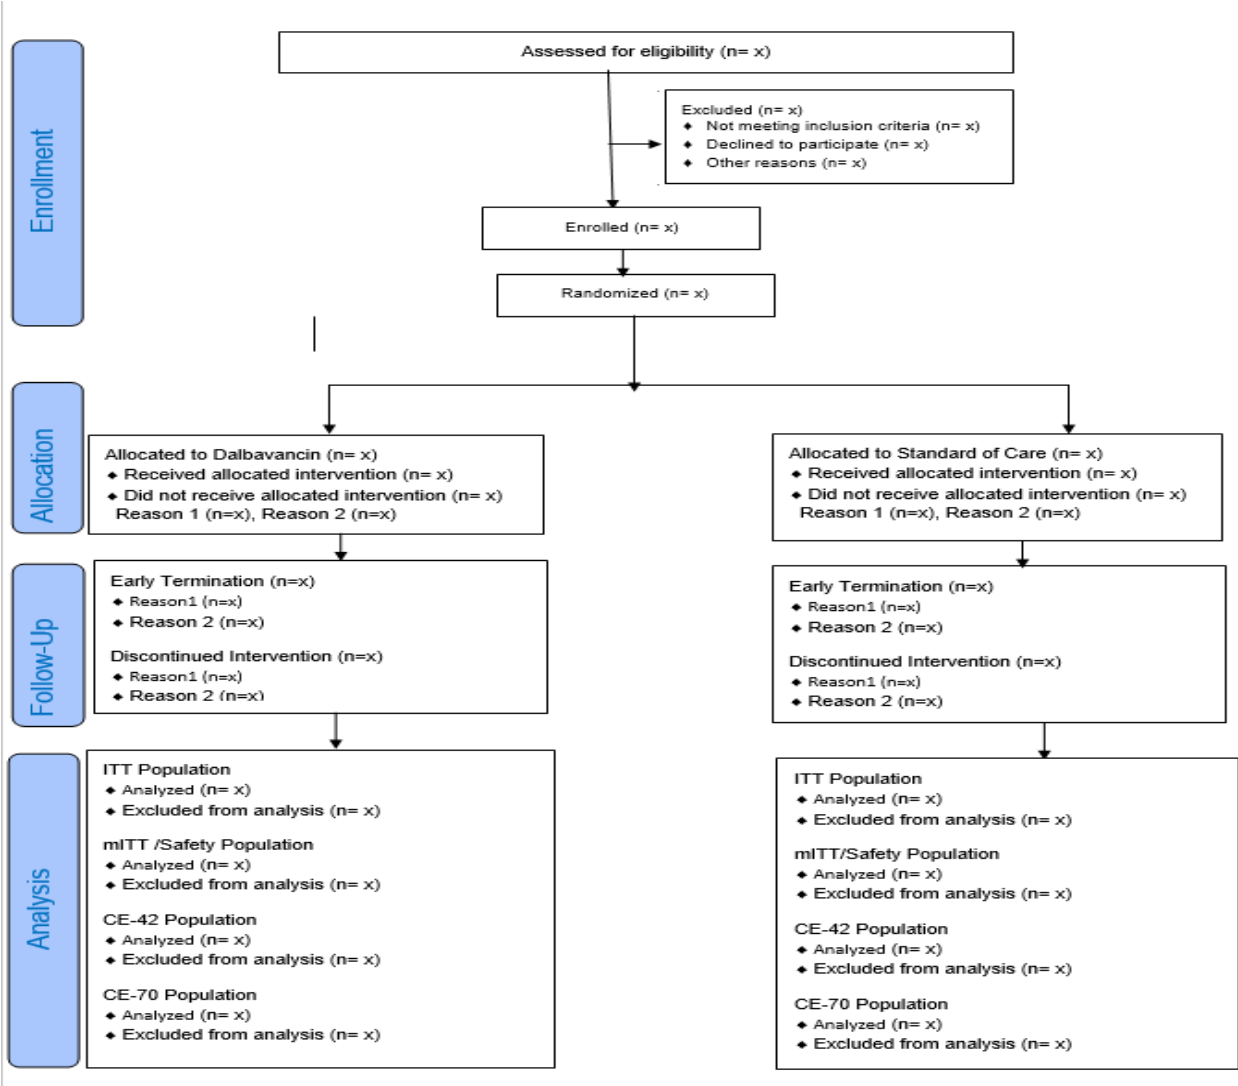 Enrollment
Assessed for eligibility (n= x)
Excluded (n= x)
◆ Not meeting inclusion criteria (n= x)
◆ Declined to participate (n= x)
◆ Other reasons (n= x)
Enrolled (n= x)
Randomized (n= x)
Allocation
Allocated to Dalbavancin (n= x)
◆ Received allocated intervention (n= x)
◆ Did not receive allocated intervention (n= x)
Reason 1 (n=x), Reason 2 (n=x)
Allocated to Standard of Care (n= x)
◆ Received allocated intervention (n= x)
◆ Did not receive allocated intervention (n= x)
Reason 1 (n=x), Reason 2 (n=x)
Follow-Up
Early Termination (n=x)
◆ Reason1 (n=x)
◆ Reason 2 (n=x)
Discontinued Intervention (n=x)
◆ Reason1 (n=x)
◆ Reason 2 (n=x)
Early Termination (n=x)
◆ Reason1 (n=x)
◆ Reason 2 (n=x)
Discontinued Intervention (n=x)
◆ Reason1 (n=x)
◆ Reason 2 (n=x)
Analysis
ITT Population
◆ Analyzed (n= x)
◆ Excluded from analysis (n= x)
mITT /Safety Population
◆ Analyzed (n= x)
◆ Excluded from analysis (n= x)
CE-42 Population
◆ Analyzed (n= x)
◆ Excluded from analysis (n= x)
CE-70 Population
◆ Analyzed (n= x)
◆ Excluded from analysis (n= x)
ITT Population
◆ Analyzed (n= x)
◆ Excluded from analysis (n= x)
mITT/Safety Population
◆ Analyzed (n= x)
◆ Excluded from analysis (n= x)
CE-42 Population
◆ Analyzed (n= x)
◆ Excluded from analysis (n= x)
CE-70 Population
◆ Analyzed (n= x)
◆ Excluded from analysis (n= x)